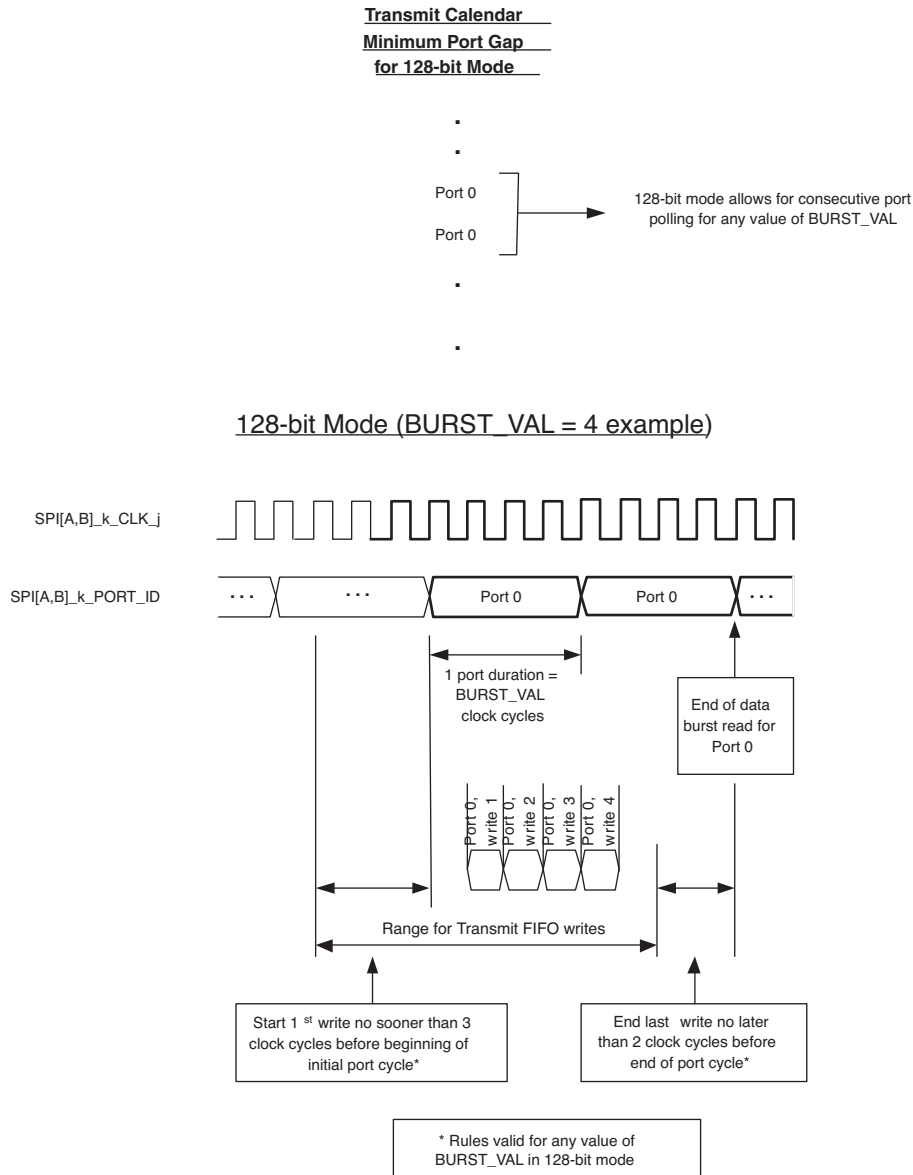 Transmit Calendar
Minimum Port Gap
for 128-bit Mode
.
.
Port 0
Port 0
128-bit mode allows for consecutive port
polling for any value of BURST_VAL
.
.
128-bit Mode (BURST_VAL = 4 example)
SPI[A,B]_k_CLK_j
SPI[A,B]_k_PORT_ID
...
...
Port 0
Port 0
...
1 port duration =
BURST_VAL
clock cycles
End of data
burst read for
Port 0
Port 0,
write 1
Port 0,
write 2
Port 0,
write 3
Port 0,
write 4
Range for Transmit FIFO writes
Start 1 st write no sooner than 3
clock cycles before beginning of
initial port cycle*
End last write no later
than 2 clock cycles before
end of port cycle*
* Rules valid for any value of
BURST_VAL in 128-bit mode